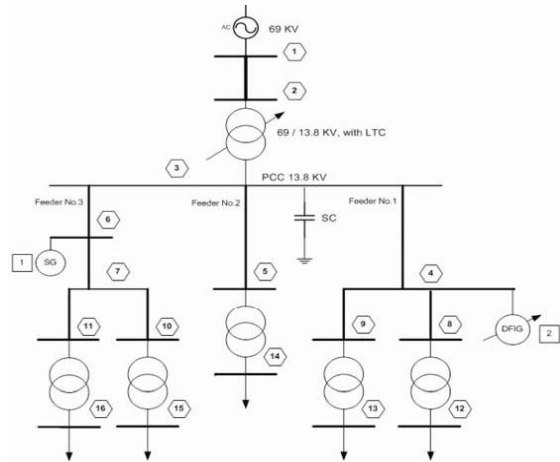 AC
69 KV
1
2
69 / 13.8 KV, with LTC
3
PCC 13.8 KV
Feeder No.3
Feeder No.2
Feeder No.1
6
SC
1
SG
7
5
4
11
10
9
8
DFIG
2
14
16
15
13
12